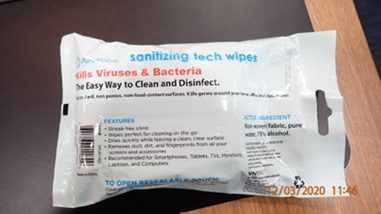 sanitizing tech wipes
Kills Viruses & Bacteria
The Easy Way to Clean and Disinfect.
FEATURES
• Streak-free shine
• Wipes perfect for cleaning on the go
• Dries quickly while leaving a clean, clear surface.
• Removes dust, dirt, and fingerprints from all your
screens and accessories
• Recommended for Smartphones, Tablets, TVs, Monitors,
Laptops, and Computers
ACTIVE INGREDIENT
Non-woven fabric, pure
water, 75% alcohol.
TO OPEN RESEALABLE POUCH:
12/03/2020 11:46